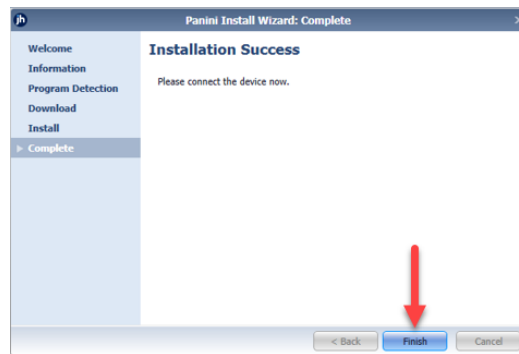 jh
Panini Install Wizard: Complete
Welcome
Information
Program Detection
Download
Install
Complete
Installation Success
Please connect the device now.
< Back
Finish
Cancel